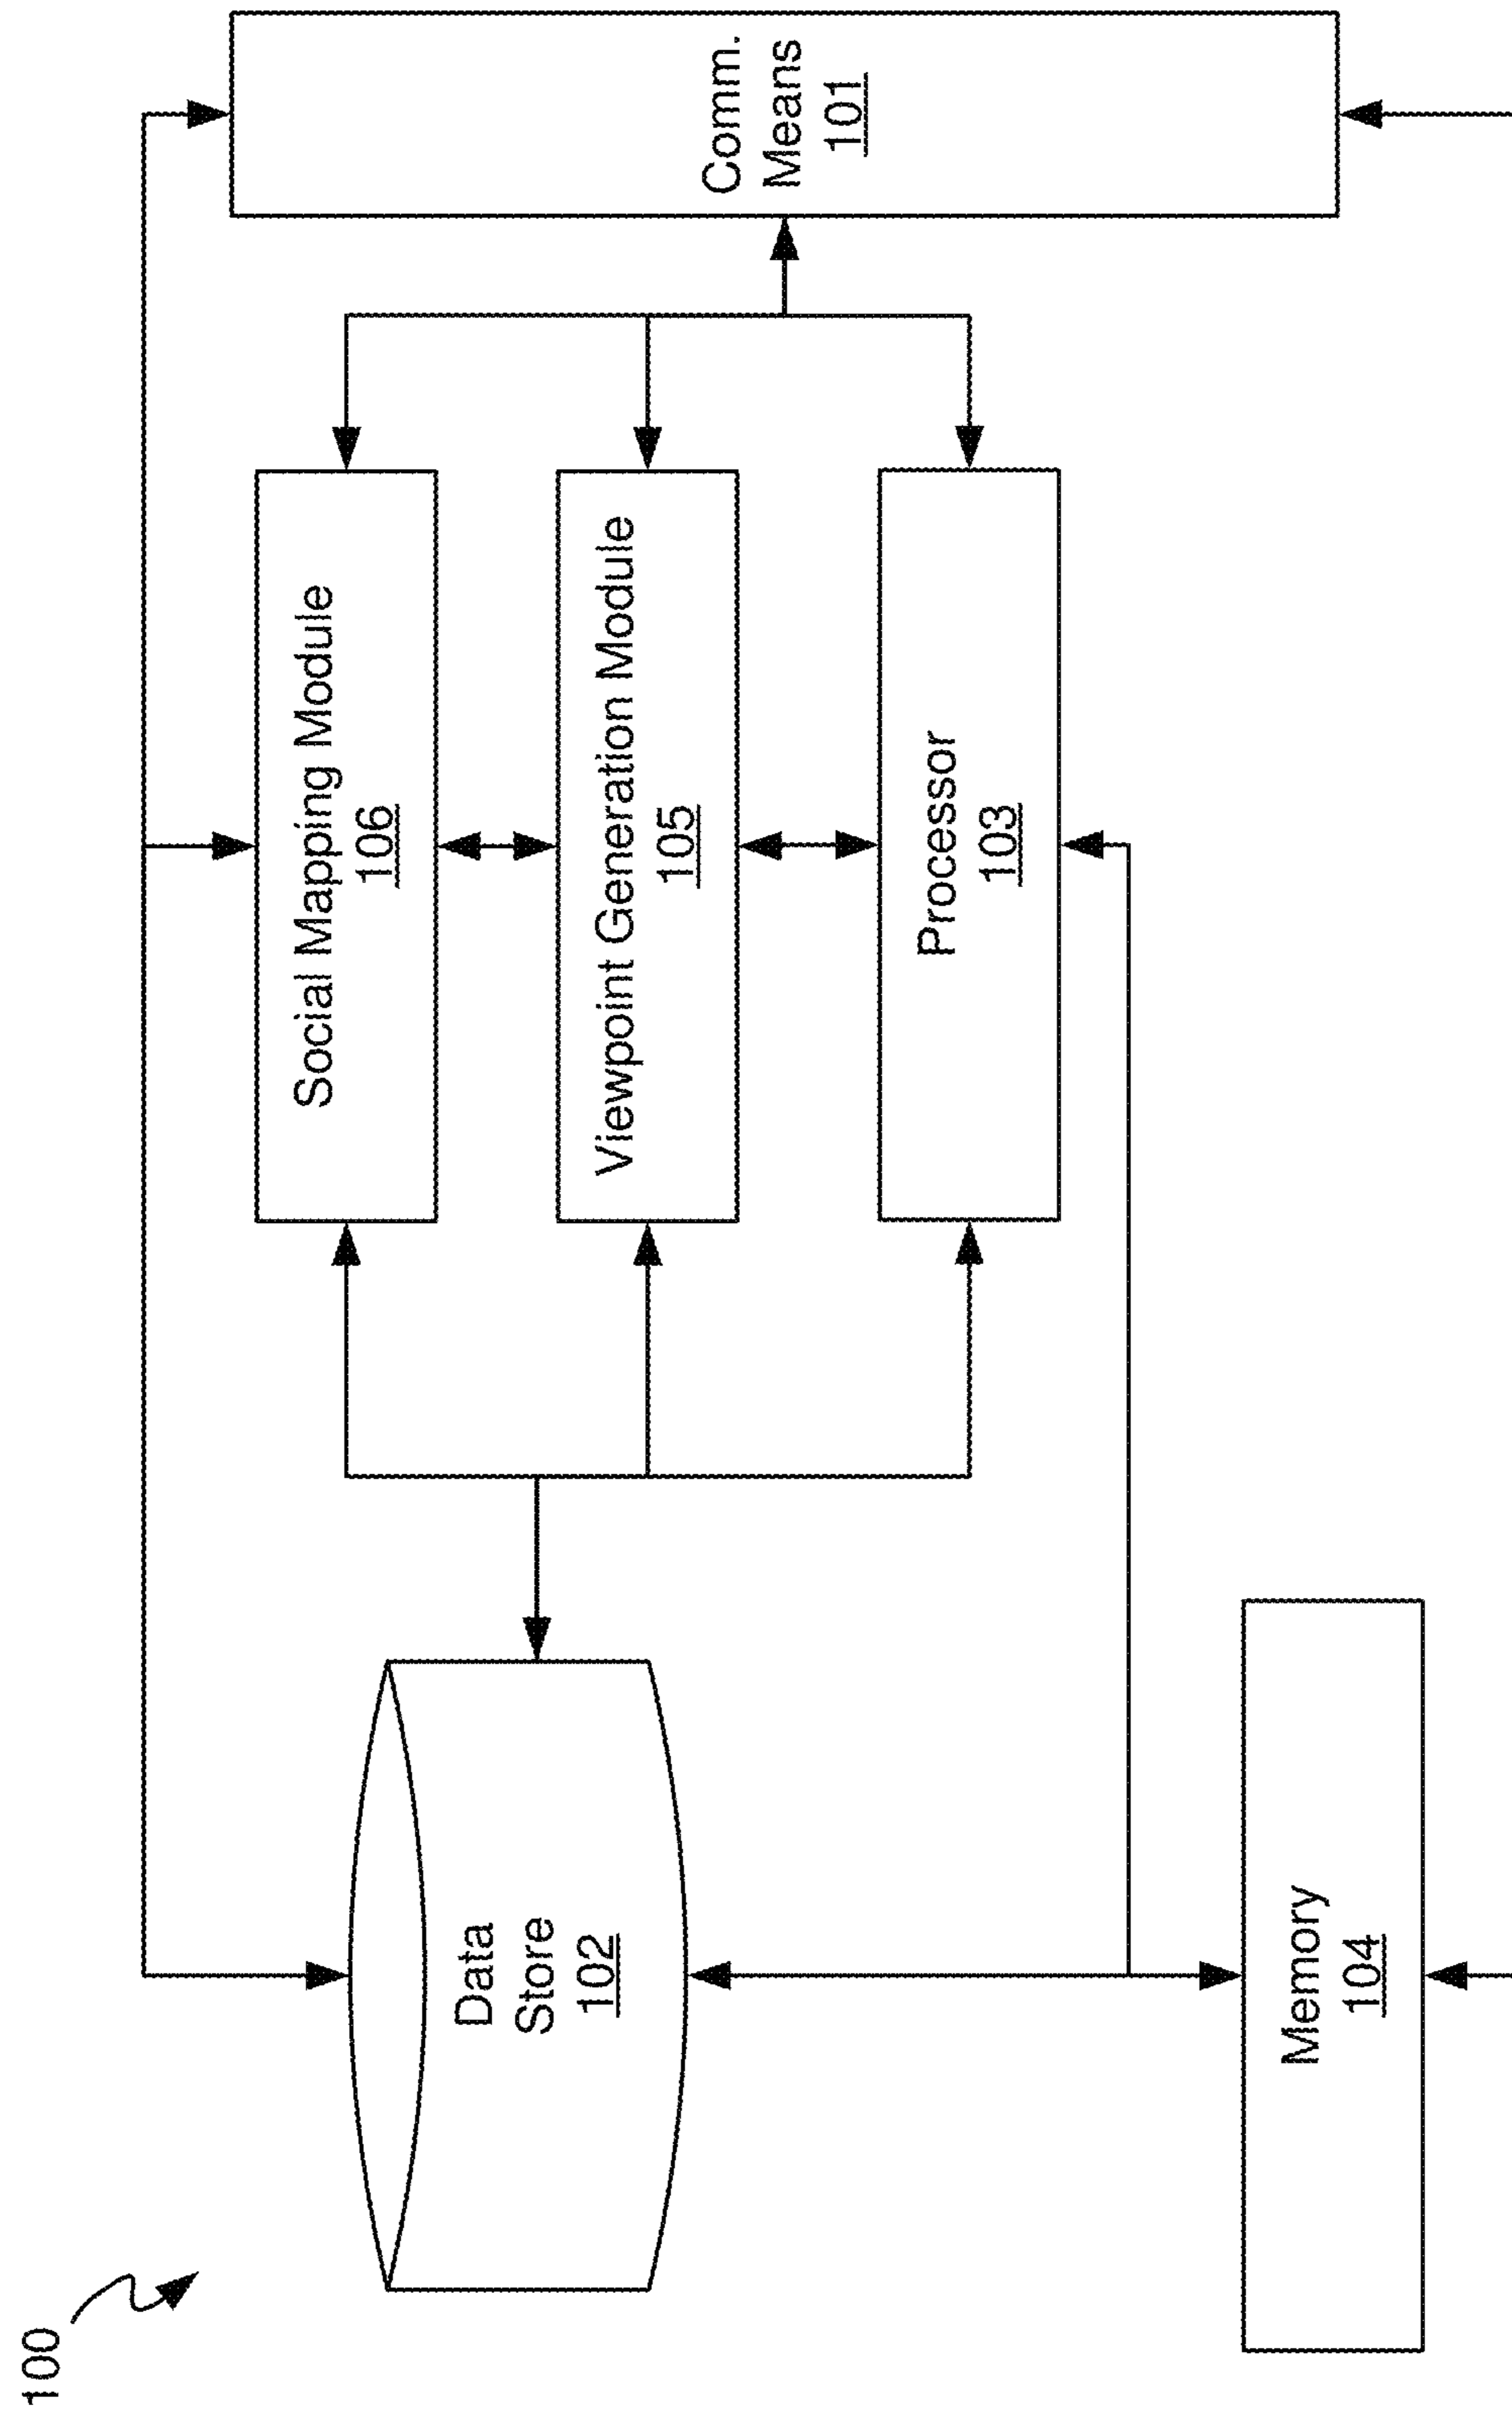 100
Data
Store
102
Memory
104
Social Mapping Module
106
Viewpoint Generation Module
105
Processor
103
Comm.
Means
101